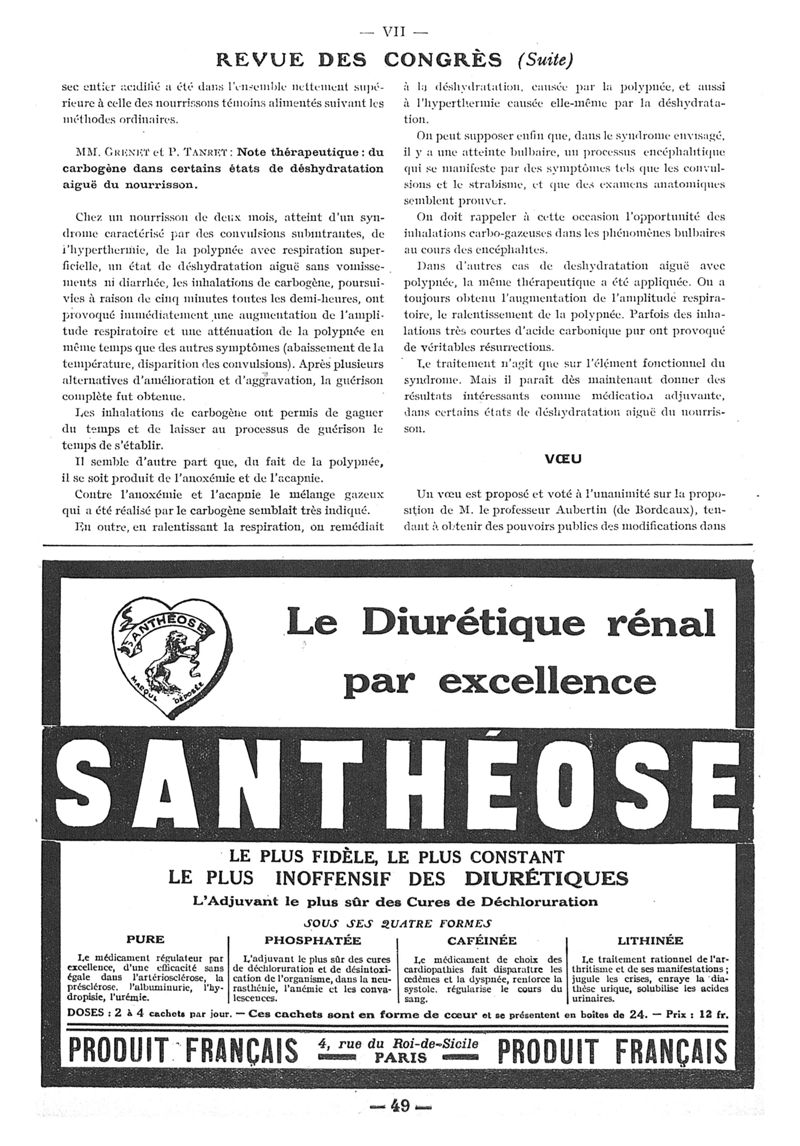 — VII —
REVUE DES CONGRÈS (Suite)
sec entier acidifié a été dans l'ensemble nettement supé-
rieure à celle des nourrissons témoins alimentés suivant les
méthodes ordinaires.
MM. GRENET et P. TANRET : Note thérapeutique : du
carbogène dans certains états de déshydratation
aiguë du nourrison.
Chez un nourrisson de deux mois, atteint d'un syn-
drome caractérisé par des convulsions subintrantes, de
l'hyperthermie, de la polypnée avec respiration super-
ficielle, un état de déshydratation aiguë sans vomisse-
ments ni diarrhée, les inhalations de carbogène, poursui-
vies à raison de cinq minutes toutes les demi-heures, ont
provoqué immédiatement une augmentation de l'ampli-
tude respiratoire et une atténuation de la polypnée en
même temps que des autres symptômes (abaissement de la
température, disparition des convulsions). Après plusieurs
alternatives d'amélioration et d'aggravation, la guérison
complète fut obtenue.
Les inhalations de carbogène ont permis de gagner
du temps et de laisser au processus de guérison le
temps de s'établir.
Il semble d'autre part que, du fait de la polypnée,
il se soit produit de l'anoxémie et de l'acapnie.
Contre l'anoxémie et l'acapnie le mélange gazeux
qui a été réalisé par le carbogène semblait très indiqué.
En outre, en ralentissant la respiration, on remédiait
à la déshydratation, causée par la polypnée, et aussi
à l'hyperthermie causée elle-même par la déshydrata-
tion.
On peut supposer enfin que, dans le syndrome envisagé,
il y a une atteinte bulbaire, un processus encéphalitique
qui se manifeste par des symptômes tels que les convul-
sions et le strabisme, et que des examens anatomiques
semblent prouver.
On doit rappeler à cette occasion l'opportunité des
inhalations carbo-gazeuses dans les phénomènes bulbaires
au cours des encéphalites.
Dans d'autres cas de deshydratation aiguë avec
polypnée, la même thérapeutique a été appliquée. On a
toujours obtenu l'augmentation de l'amplitude respira-
toire, le ralentissement de la polypnée. Parfois des inha-
lations très courtes d'acide carbonique pur ont provoqué
de véritables résurrections.
Le traitement n'agit que sur l'élément fonctionnel du
syndrome. Mais il paraît dès maintenant donner des
résultats intéressants comme médication adjuvante,
dans certains états de déshydratation aiguë du nourris-
son.
VŒU
Un vœu est proposé et voté à l'unanimité sur la propo-
sition de M. le professeur Aubertin (de Bordeaux), ten-
dant à obtenir des pouvoirs publics des modifications dans
SANTHÉOSE
MARQUE DÉPOSÉE
Le Diurétique rénal
par excellence
SANTHÉOSE
LE PLUS FIDÈLE, LE PLUS CONSTANT
LE PLUS INOFFENSIF DES DIURÉTIQUES
L'Adjuvant le plus sûr des Cures de Déchloruration
SOUS SES QUATRE FORMES
PURE
Le médicament régulateur par
excellence, d'une efficacité sans
égale dans l'artériosclérose, la
présclérose, l'albuminurie, l'hy-
dropisie, l'urémie.
PHOSPHATÉE
L'adjuvant le plus sûr des cures
de déchloruration et de désintoxi-
cation de l'organisme, dans la neu-
rasthénie, l'anémie et les conva-
lescences.
CAFÉINÉE
Le médicament de choix des
cardiopathies fait disparaître les
œdèmes et la dyspnée, renforce la
systole, régularise le cours du
sang.
LITHINÉE
Le traitement rationnel de l'ar-
thritisme et de ses manifestations ;
jugule les crises, enraye la dia-
thèse urique, solubilise les acides
urinaires.
DOSES : 2 à 4 cachets par jour. — Ces cachets sont en forme de cœur et se présentent en boîtes de 24. — Prix : 12 fr.
PRODUIT FRANÇAIS
4, rue du Roi-de-Sicile
PARIS
PRODUIT FRANÇAIS
— 49 —